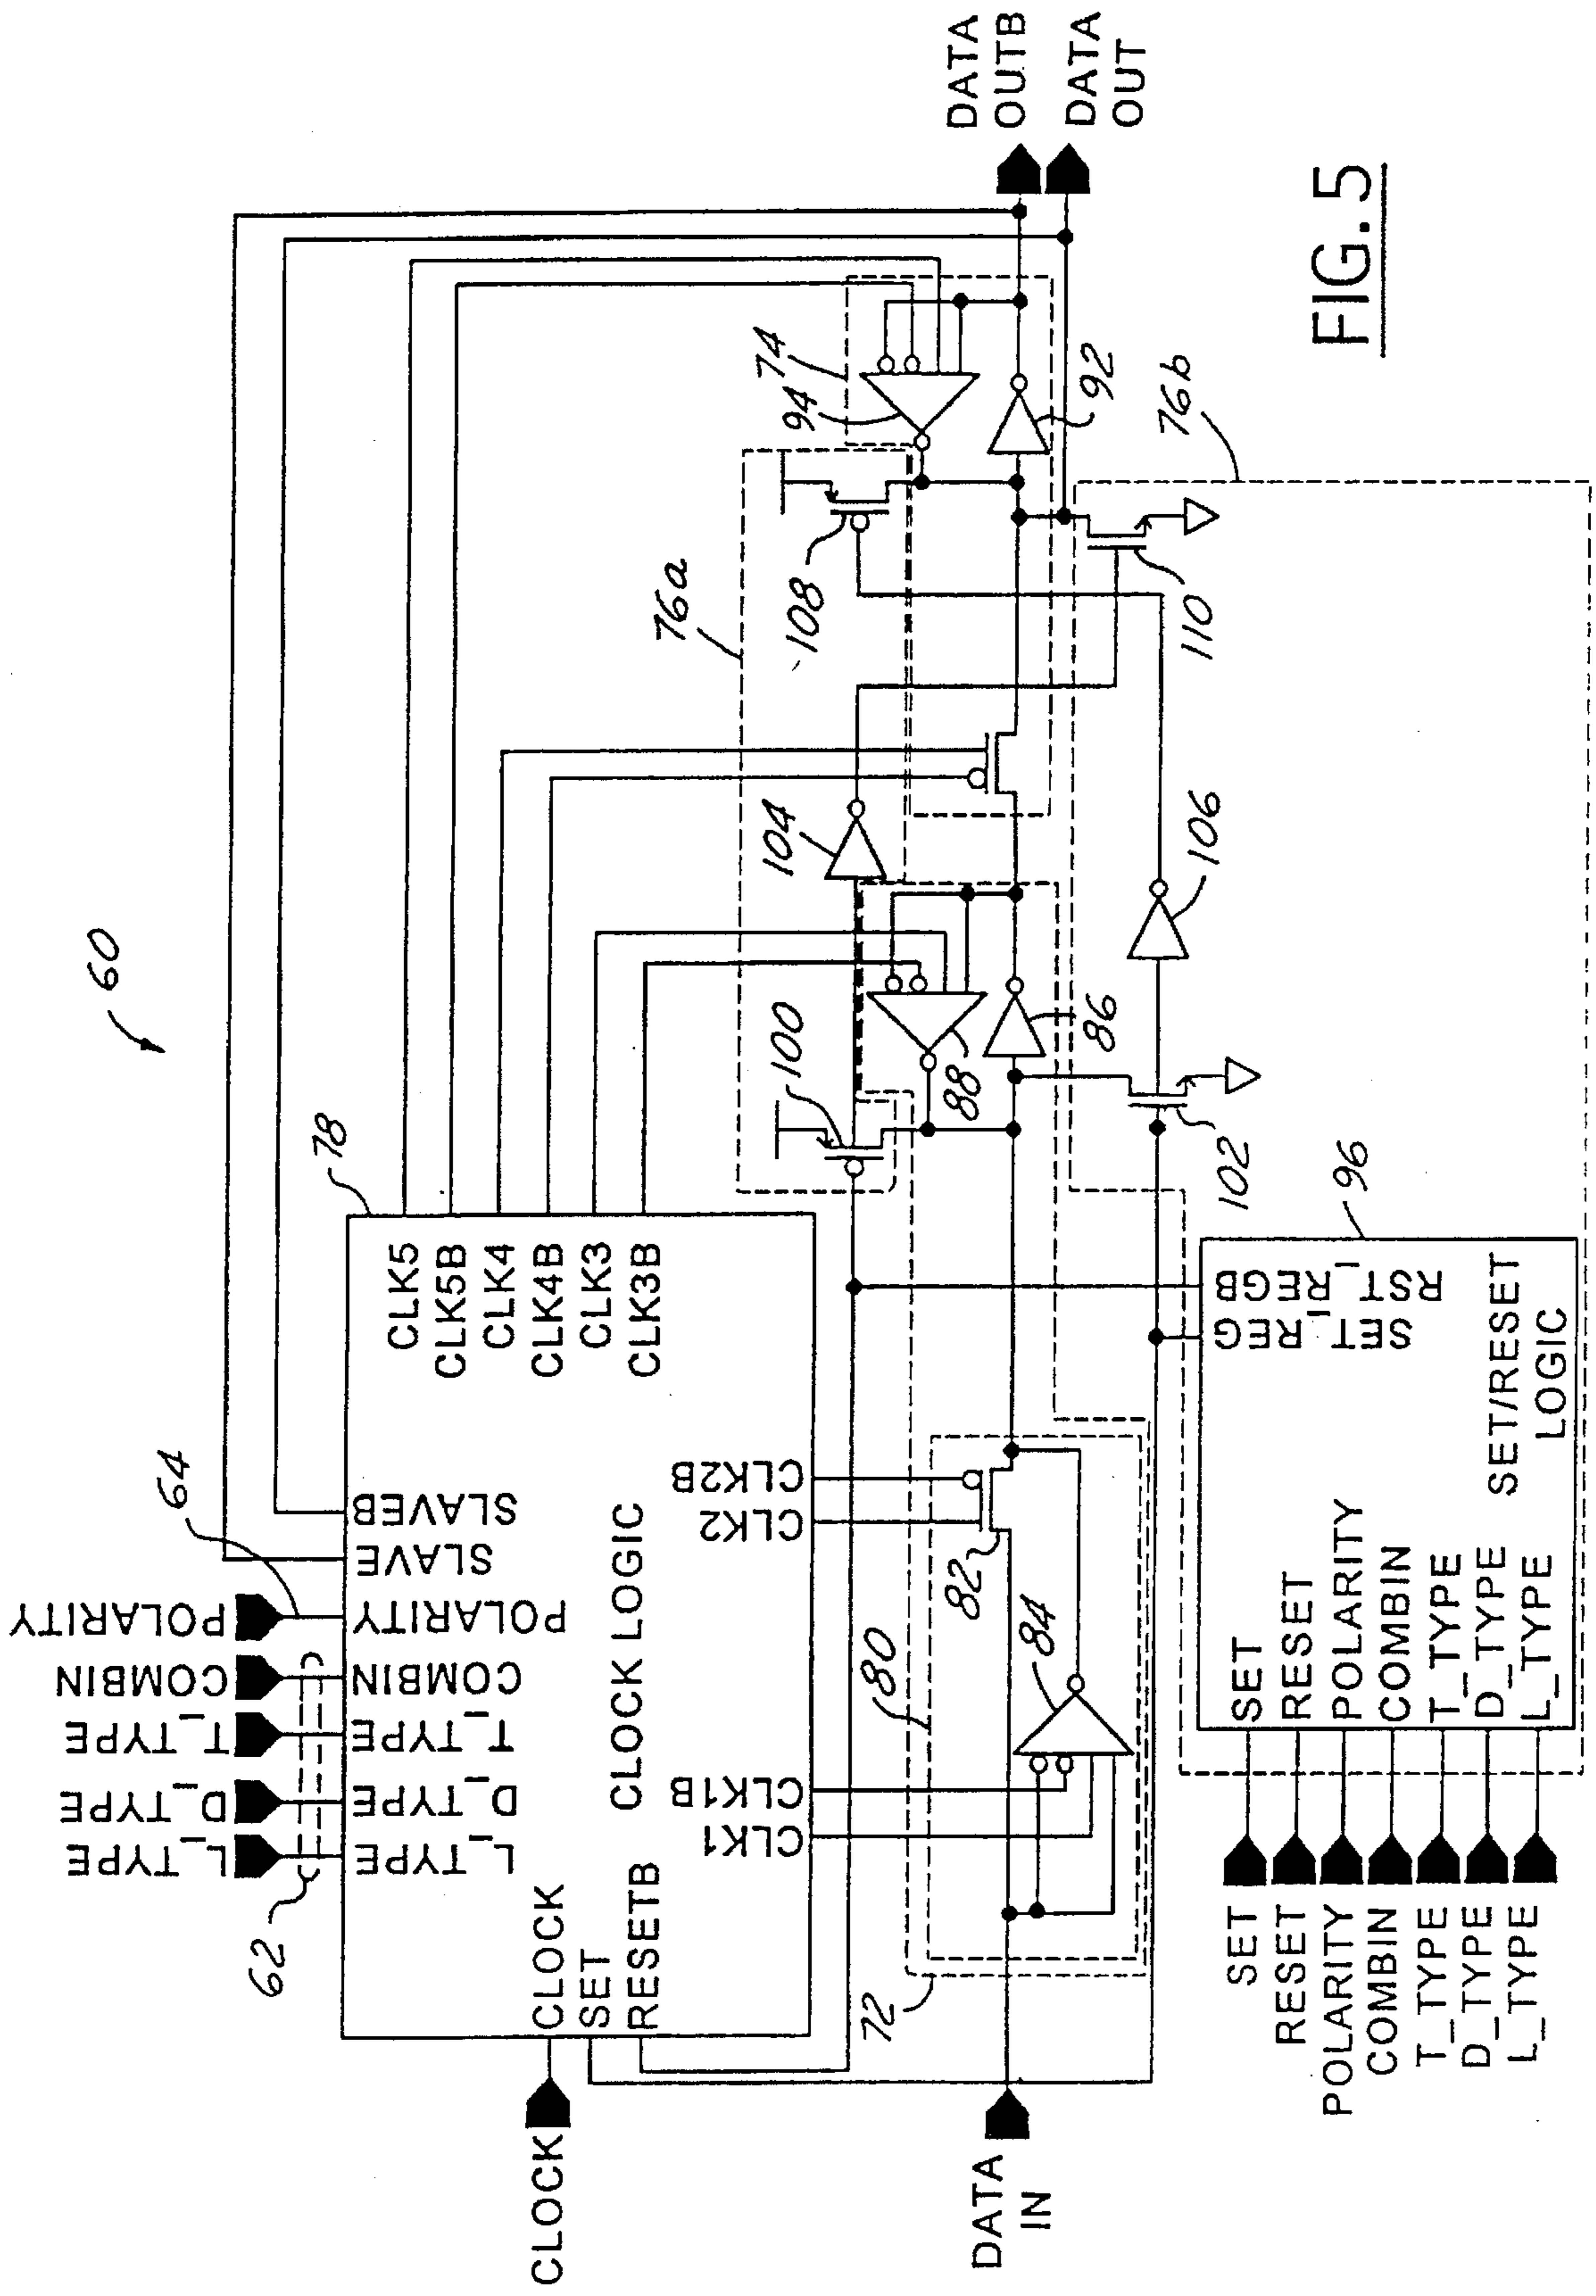 60
L_TYPE
D_TYPE
T_TYPE
COMBIN
POLARITY
62
64
78
CLOCK
CLOCK
SET
RESETB
L_TYPE
D_TYPE
T_TYPE
COMBIN
POLARITY
SLAVE
SLAVEB
CLOCK LOGIC
CLK1
CLK1B
CLK2
CLK2B
CLK5
CLK5B
CLK4
CLK4B
CLK3
CLK3B
76a
100
104
108
94
74
72
80
82
84
88
86
92
DATA
IN
DATA
OUTB
DATA
OUT
102
106
110
76b
96
SET_REG
RST_REGB
SET
RESET
POLARITY
COMBIN
T_TYPE
D_TYPE
L_TYPE
SET
RESET
POLARITY
COMBIN
T_TYPE
D_TYPE
L_TYPE
SET/RESET
LOGIC
FIG. 5